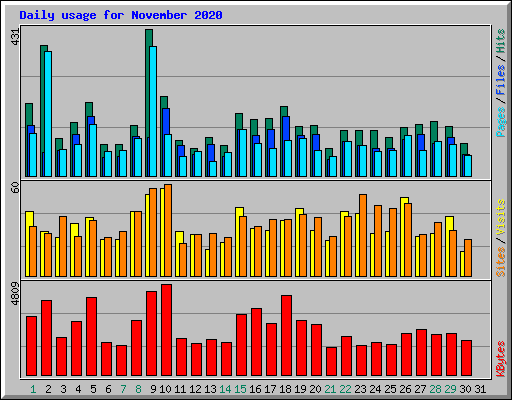 Daily usage for November 2020
431
Pages / Files / Hits
60
Sites / Visits
4809
KBytes
1 2 3 4 5 6 7 8 9 10 11 12 13 14 15 16 17 18 19 20 21 22 23 24 25 26 27 28 29 30 31